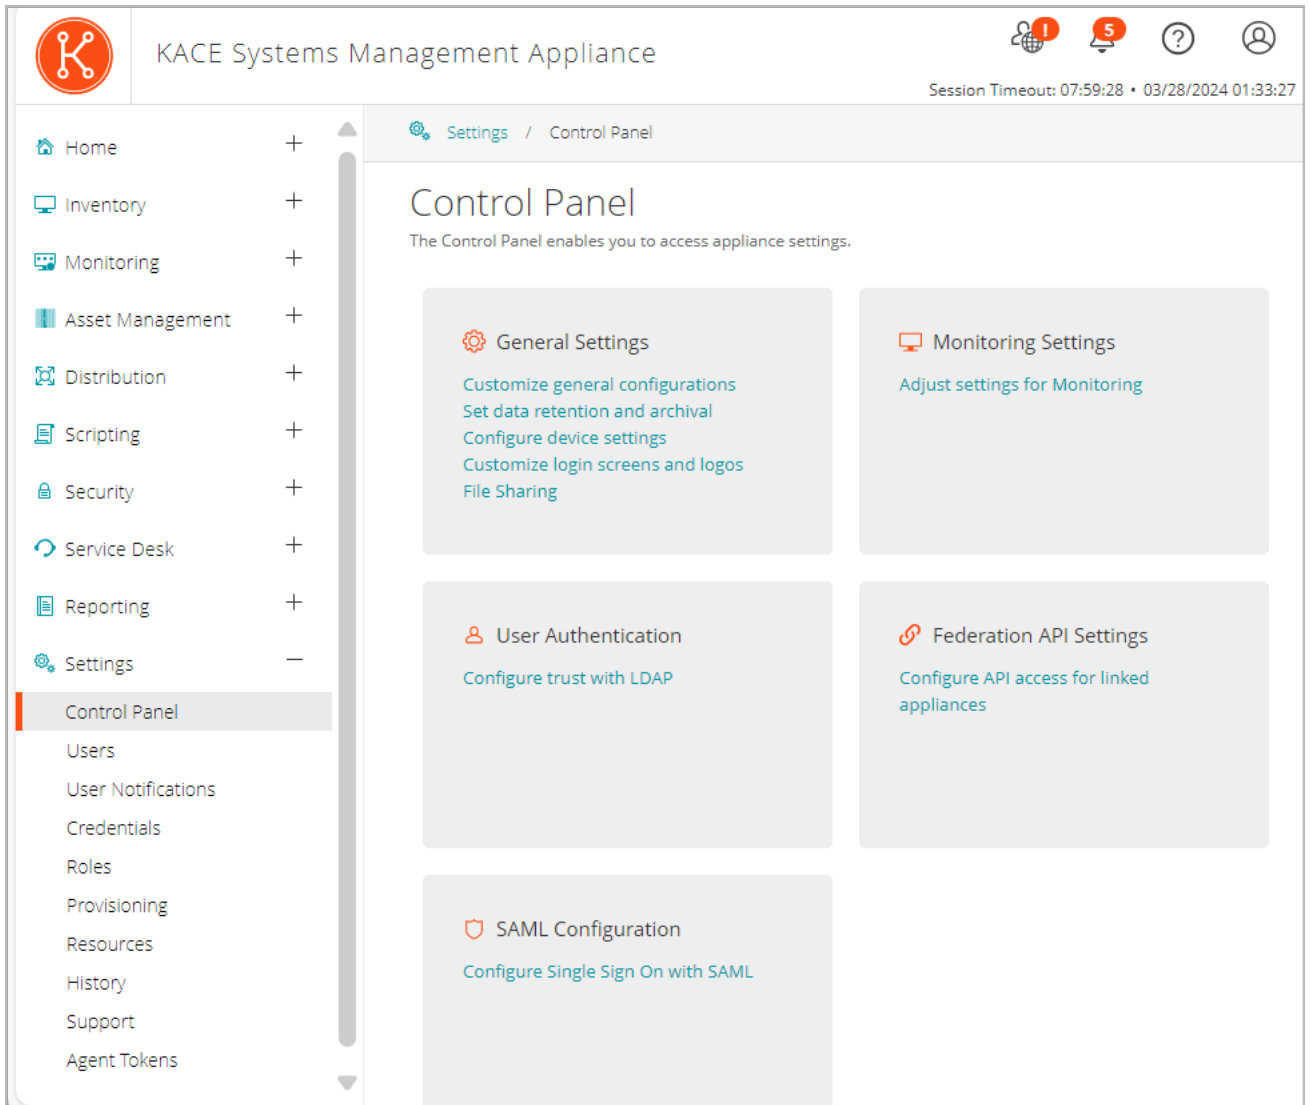 KACE Systems Management Appliance
!
5
?
Session Timeout: 07:59:28 • 03/28/2024 01:33:27
Home
Inventory
Monitoring
Asset Management
Distribution
Scripting
Security
Service Desk
Reporting
Settings
Control Panel
Users
User Notifications
Credentials
Roles
Provisioning
Resources
History
Support
Agent Tokens
Settings / Control Panel
Control Panel
The Control Panel enables you to access appliance settings.
General Settings
Customize general configurations
Set data retention and archival
Configure device settings
Customize login screens and logos
File Sharing
Monitoring Settings
Adjust settings for Monitoring
User Authentication
Configure trust with LDAP
Federation API Settings
Configure API access for linked
appliances
SAML Configuration
Configure Single Sign On with SAML